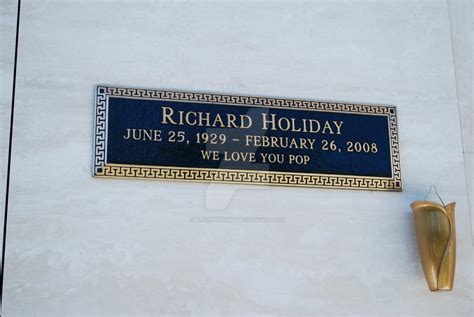 RICHARD HOLIDAY
JUNE 25, 1929 – FEBRUARY 26, 2008
WE LOVE YOU POP